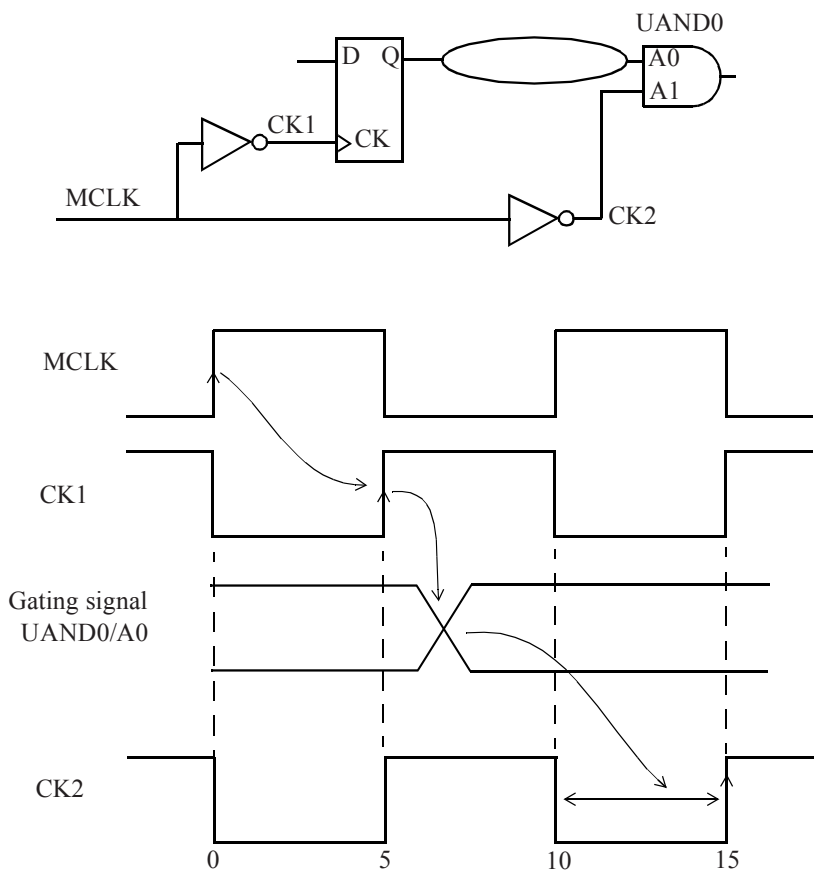 UAND0
D Q
A0
A1
CK1
CK
MCLK
CK2
MCLK
CK1
Gating signal
UAND0/A0
CK2
0 5 10 15